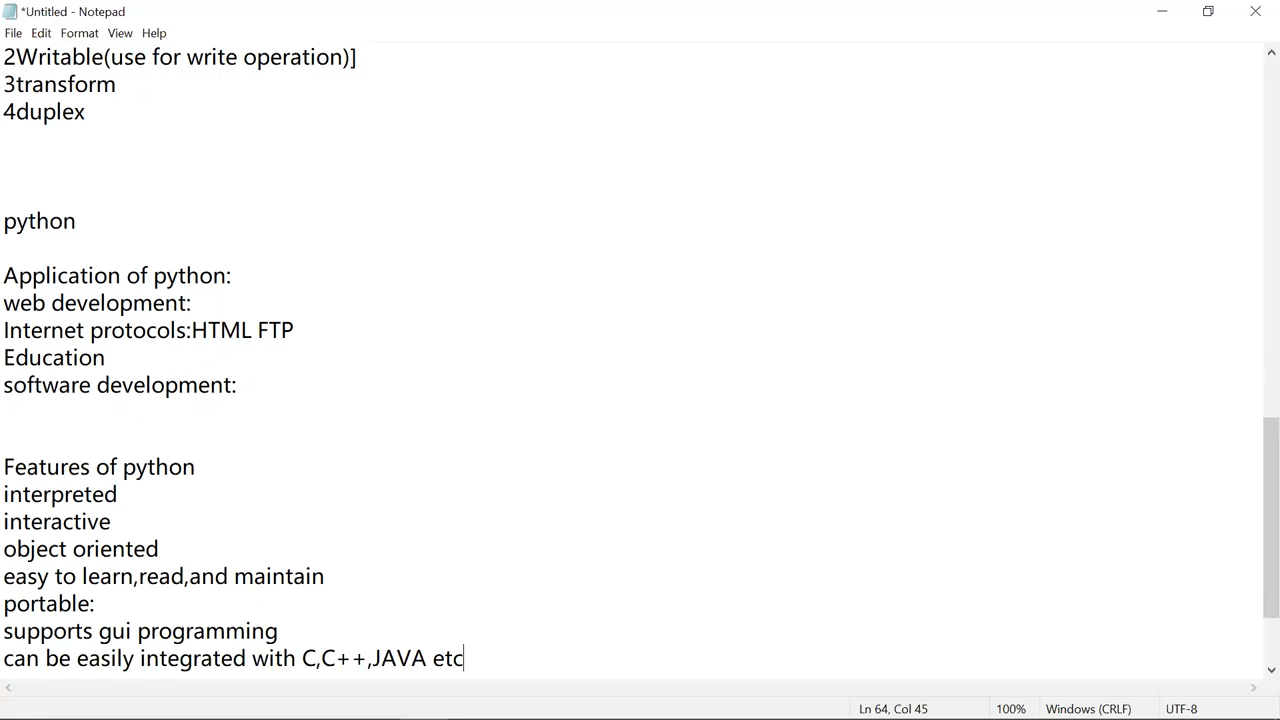 *Untitled - Notepad
File Edit Format View Help
2Writable(use for write operation)]
3transform
4duplex
python
Application of python:
web development:
Internet protocols:HTML FTP
Education
software development:
Features of python
interpreted
interactive
object oriented
easy to learn,read,and maintain
portable:
supports gui programming
can be easily integrated with C,C++,JAVA etc
Ln 64, Col 45 100% Windows (CRLF) UTF-8